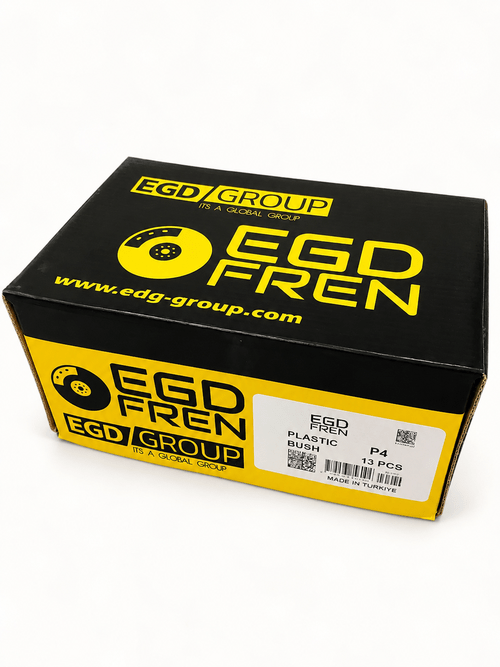 EGD/GROUP
ITS A GLOBAL GROUP
EGD
FREN
www.edg-group.com
EGD
FREN
EGD/GROUP
ITS A GLOBAL GROUP
EGD
FREN
PLASTIC
BUSH
P4
13 PCS
MADE IN TURKIYE